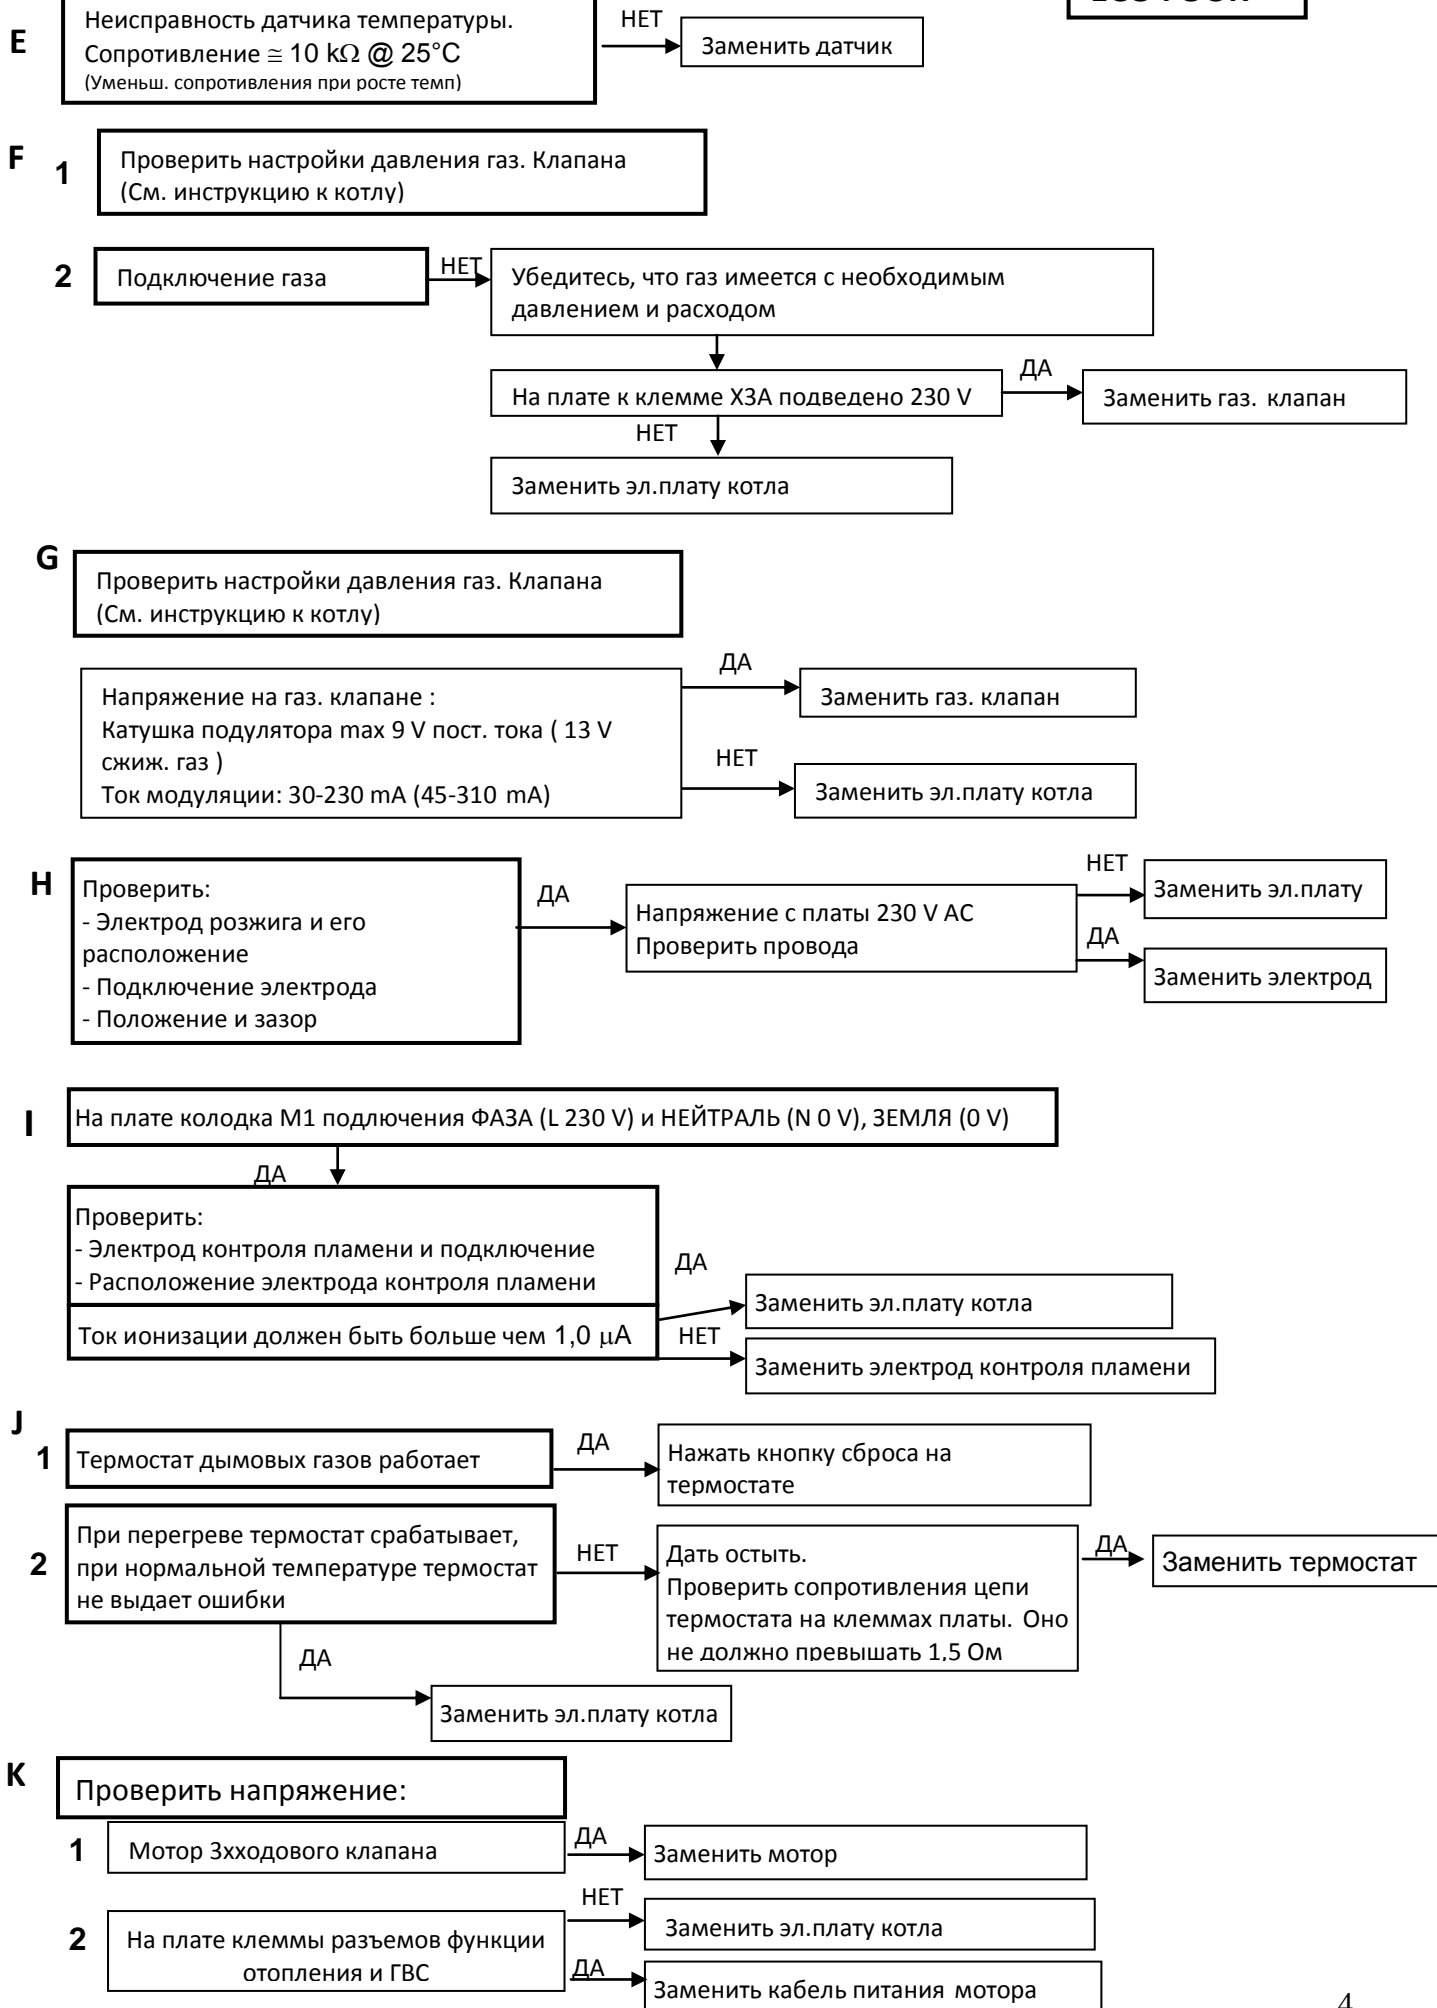 E
Неисправность датчика температуры.
Сопротивление ≅ 10 kΩ @ 25°C
(Уменьш. сопротивления при росте темп)
НЕТ
Заменить датчик
F
1
Проверить настройки давления газ. Клапана
(См. инструкцию к котлу)
2
Подключение газа
НЕТ
Убедитесь, что газ имеется с необходимым
давлением и расходом
На плате к клемме X3A подведено 230 V
ДА
Заменить газ. клапан
НЕТ
Заменить эл.плату котла
G
Проверить настройки давления газ. Клапана
(См. инструкцию к котлу)
Напряжение на газ. клапане :
Катушка подулятора max 9 V пост. тока ( 13 V
сжиж. газ )
Ток модуляции: 30-230 mA (45-310 mA)
ДА
Заменить газ. клапан
НЕТ
Заменить эл.плату котла
H
Проверить:
- Электрод розжига и его
расположение
- Подключение электрода
- Положение и зазор
ДА
Напряжение с платы 230 V AC
Проверить провода
НЕТ
Заменить эл.плату
ДА
Заменить электрод
I
На плате колодка M1 подлючения ФАЗА (L 230 V) и НЕЙТРАЛЬ (N 0 V), ЗЕМЛЯ (0 V)
ДА
Проверить:
- Электрод контроля пламени и подключение
- Расположение электрода контроля пламени
Ток ионизации должен быть больше чем 1,0 μA
ДА
Заменить эл.плату котла
НЕТ
Заменить электрод контроля пламени
J
1
Термостат дымовых газов работает
ДА
Нажать кнопку сброса на
термостате
2
При перегреве термостат срабатывает,
при нормальной температуре термостат
не выдает ошибки
НЕТ
Дать остыть.
Проверить сопротивления цепи
термостата на клеммах платы. Оно
не должно превышать 1,5 Ом
ДА
Заменить термостат
ДА
Заменить эл.плату котла
K
Проверить напряжение:
1
Мотор 3хходового клапана
ДА
Заменить мотор
2
На плате клеммы разъемов функции
отопления и ГВС
НЕТ
Заменить эл.плату котла
ДА
Заменить кабель питания мотора
4